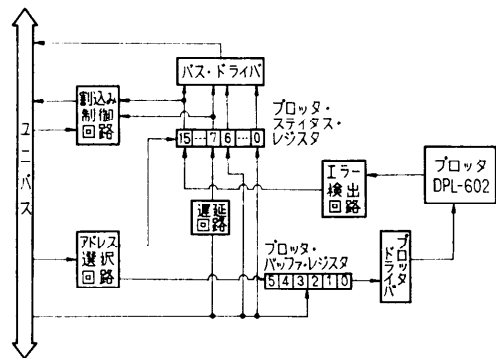 バス・ドライバ
割込み
制御
回路
プロッタ・
スティタス・
レジスタ
15…7 6…0
ユニバス
エラー
検出
回路
プロッタ
DPL-602
遅延
回路
アドレス
選択
回路
プロッタ・
バッファ・レジスタ
5 4 3 2 1 0
プロッタ
ドライバ